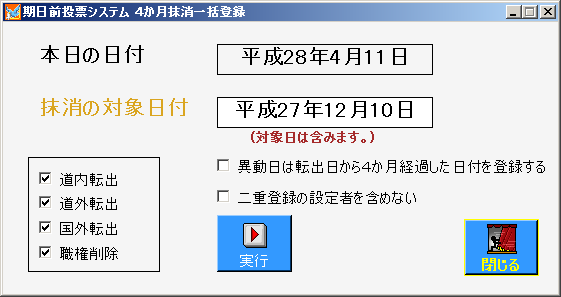 期日前投票システム 4か月抹消一括登録
本日の日付
平成28年4月11日
抹消の対象日付
平成27年12月10日
(対象日は含みます。)
異動日は転出日から4か月経過した日付を登録する
二重登録の設定者を含めない
道内転出
道外転出
国外転出
職権削除
実行
閉じる